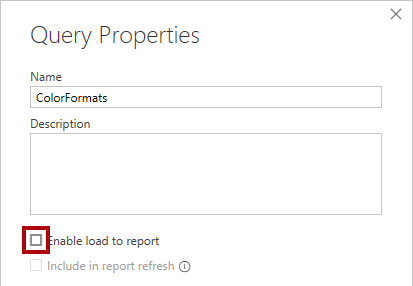 Query Properties
Name
ColorFormats
Description
Enable load to report
Include in report refresh